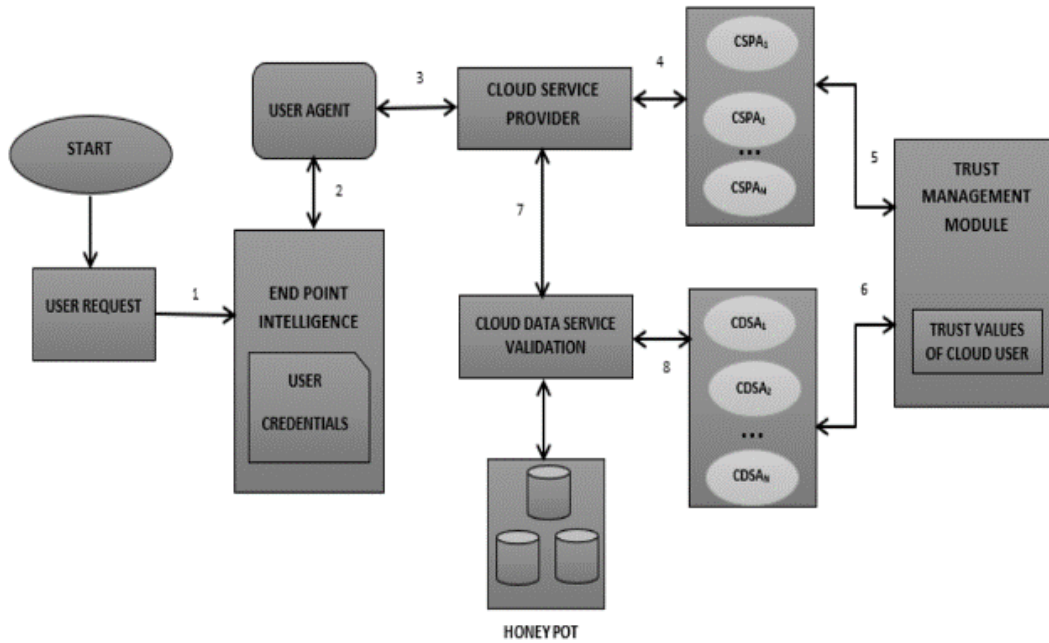 START
USER REQUEST
1
END POINT
INTELLIGENCE
USER
CREDENTIALS
2
USER AGENT
3
CLOUD SERVICE
PROVIDER
4
CSPA₁
CSPA₂
...
CSPAN
5
TRUST
MANAGEMENT
MODULE
TRUST VALUES
OF CLOUD USER
6
7
CLOUD DATA SERVICE
VALIDATION
8
CDSA₁
CDSA₂
...
CDSAN
HONEY POT